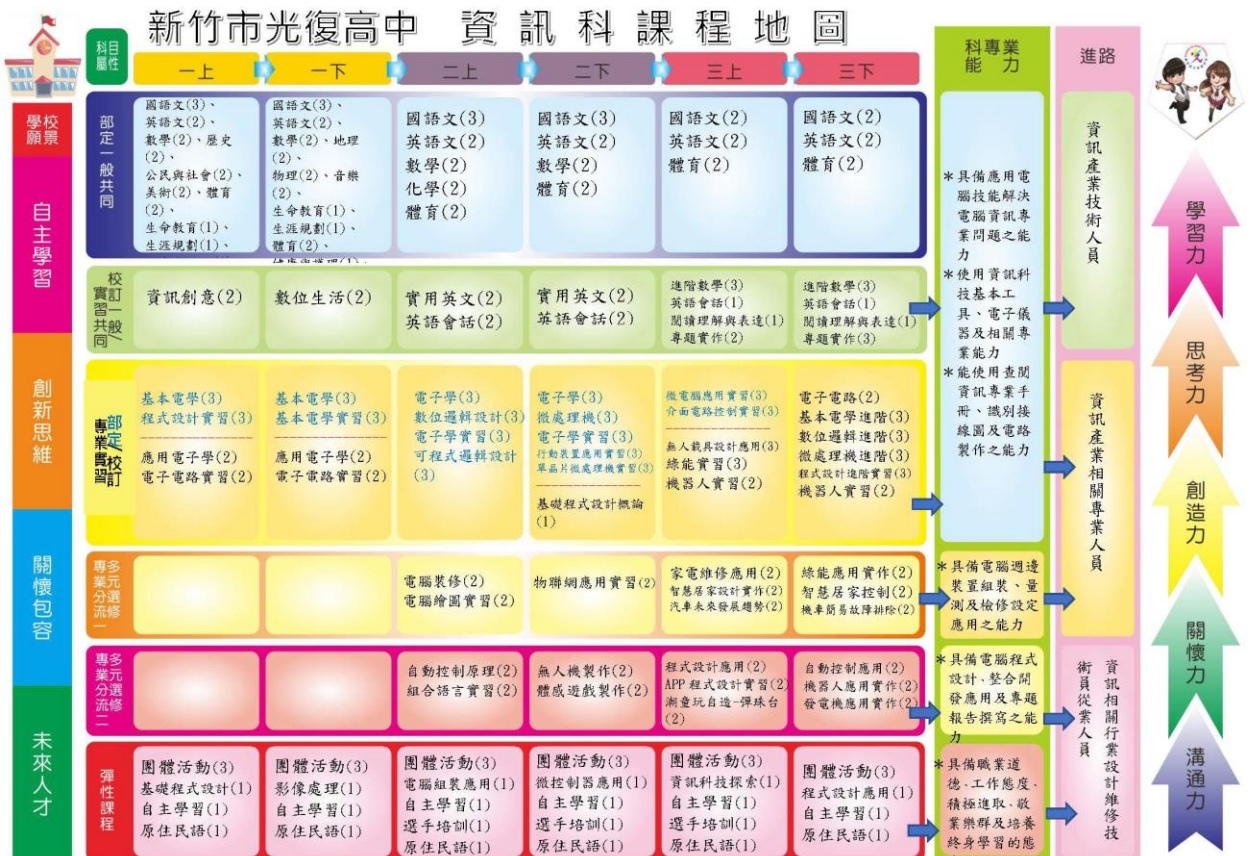 新竹市光復高中 資訊科課程地圖
科目
屬性
一上
一下
二上
二下
三上
三下
科專業
能力
進路
學校
願景
自主學習
創新思維
關懷包容
未來人才
部定一般共同
國語文(3)、
英語文(2)、
數學(2)、歷史
(2)、
公民與社會(2)、
美術(2)、體育
(2)、
生命教育(1)、
生涯規劃(1)、
國語文(3)、
英語文(2)、
數學(2)、地理
(2)、
物理(2)、音樂
(2)、
生命教育(1)、
生涯規劃(1)、
體育(2)、
健康與護理(1)、
國語文(3)
英語文(2)
數學(2)
化學(2)
體育(2)
國語文(3)
英語文(2)
數學(2)
體育(2)
國語文(2)
英語文(2)
體育(2)
國語文(2)
英語文(2)
體育(2)
校訂一般/
實習共同
資訊創意(2)
數位生活(2)
實用英文(2)
英語會話(2)
實用英文(2)
英語會話(2)
進階數學(3)
英語會話(1)
閱讀理解與表達(1)
專題實作(3)
進階數學(3)
英語會話(1)
閱讀理解與表達(1)
專題實作(3)
部定/校訂
專業實習
基本電學(3)
程式設計實習(3)
應用電子學(2)
電子電路實習(2)
基本電學(3)
基本電學實習(3)
應用電子學(2)
電子電路實習(2)
電子學(3)
數位邏輯設計(3)
電子學實習(3)
可程式邏輯設計
(3)
電子學(3)
微處理機(3)
電子學實習(3)
行動裝置應用實習(3)
單晶片微處理機實習(3)
基礎程式設計概論
(1)
微電腦應用實習(3)
介面電路控制實習(3)
無人載具設計應用(3)
綠能實習(3)
機器人實習(2)
電子電路(2)
基本電學進階(3)
數位邏輯進階(3)
微處理機進階(3)
程式設計進階實習(3)
機器人實習(2)
多元選修
專業分流一
電腦裝修(2)
電腦繪圖實習(2)
物聯網應用實習(2)
家電維修應用(2)
智慧居家設計實作(2)
汽車未來發展趨勢(2)
綠能應用實作(2)
智慧居家控制(2)
機車簡易故障排除(2)
多元選修
專業分流二
自動控制原理(2)
組合語言實習(2)
無人機製作(2)
體感遊戲製作(2)
程式設計應用(2)
APP 程式設計實習(2)
潮童玩自造-彈珠台
(2)
自動控制應用(2)
機器人應用實作(2)
發電機應用實作(2)
彈性課程
團體活動(3)
基礎程式設計(1)
自主學習(1)
原住民語(1)
團體活動(3)
影像處理(1)
自主學習(1)
原住民語(1)
團體活動(3)
電腦組裝應用(1)
自主學習(1)
選手培訓(1)
原住民語(1)
團體活動(3)
微控制器應用(1)
自主學習(1)
選手培訓(1)
原住民語(1)
團體活動(3)
資訊科技探索(1)
自主學習(1)
選手培訓(1)
原住民語(1)
團體活動(3)
程式設計應用(1)
自主學習(1)
原住民語(1)
*具備應用電
腦技能解決
電腦資訊專
業問題之能
力
*使用資訊科
技基本工
具、電子儀
器及相關專
業能力
*能使用查閱
資訊專業手
冊、識別接
線圖及電路
製作之能力
*具備電腦週邊
裝置組裝、量
測及檢修設定
應用之能力
*具備電腦程式
設計、整合開
發應用及專題
報告撰寫之能
力
*具備職業道
德、工作態度、
積極進取、敬
業樂群及培養
終身學習的態
資訊產業技術人員
資訊產業相關專業人員
資訊相關行業設計維修技
術員從業人員
學習力
思考力
創造力
關懷力
溝通力